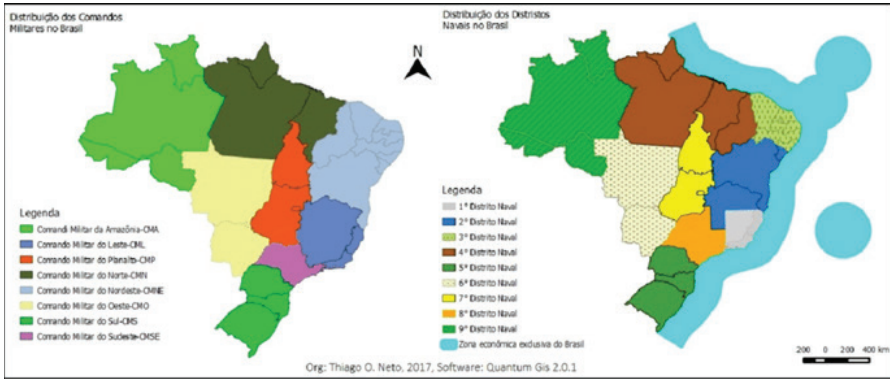 Distribuição dos Comandos
Militares no Brasil
Legenda
Comandi Militar da Amazônia-CMA
Comando Militar do Leste-CML
Comando Militar do Planalto-CMP
Comando Militar do Norte-CMN
Comando Militar do Nordeste-CMNE
Comando Militar do Oeste-CMO
Comando Militar do Sul-CMS
Comando Militar do Sudeste-CMSE
N
Distribuição dos Distristos
Navais no Brasil
Legenda
1º Distrito Naval
2º Distrito Naval
3º Distrito Naval
4º Distrito Naval
5º Distrito Naval
6º Distrito Naval
7º Distrito Naval
8º Distrito Naval
9º Distrito Naval
Zona econômica exclusiva do Brasil
200 0 200 400 km
Org: Thiago O. Neto, 2017, Software: Quantum Gis 2.0.1